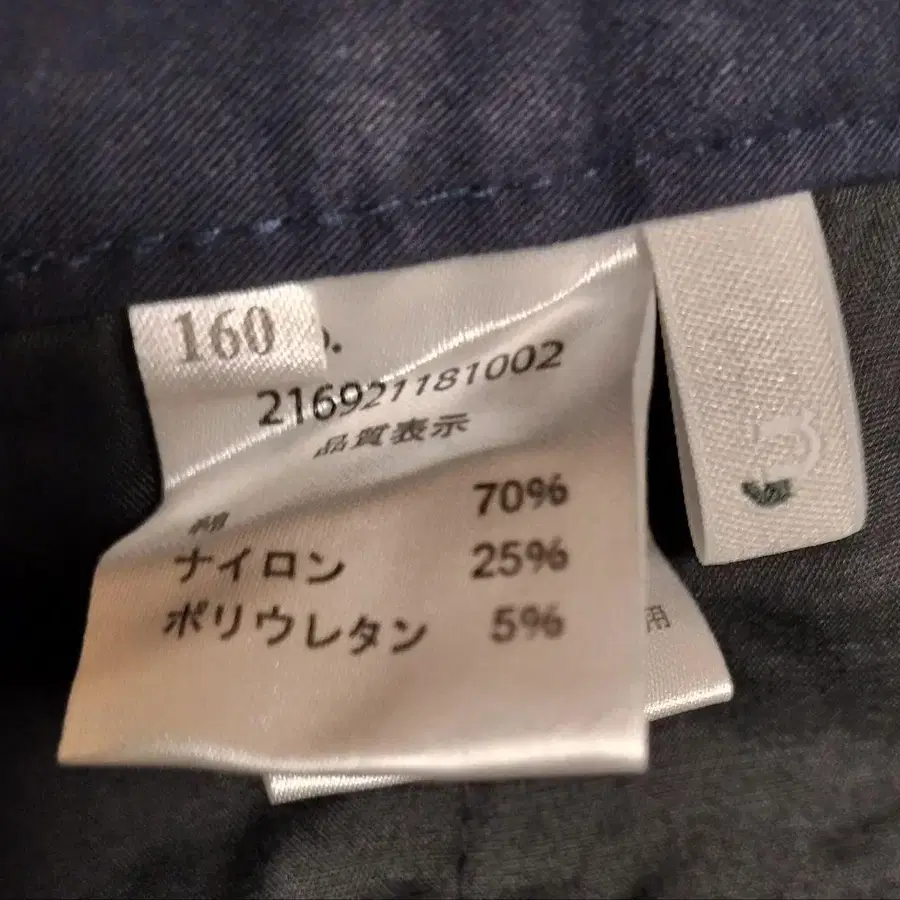 160
216921181002
品質表示
綿 70%
ナイロン 25%
ポリウレタン 5%
用